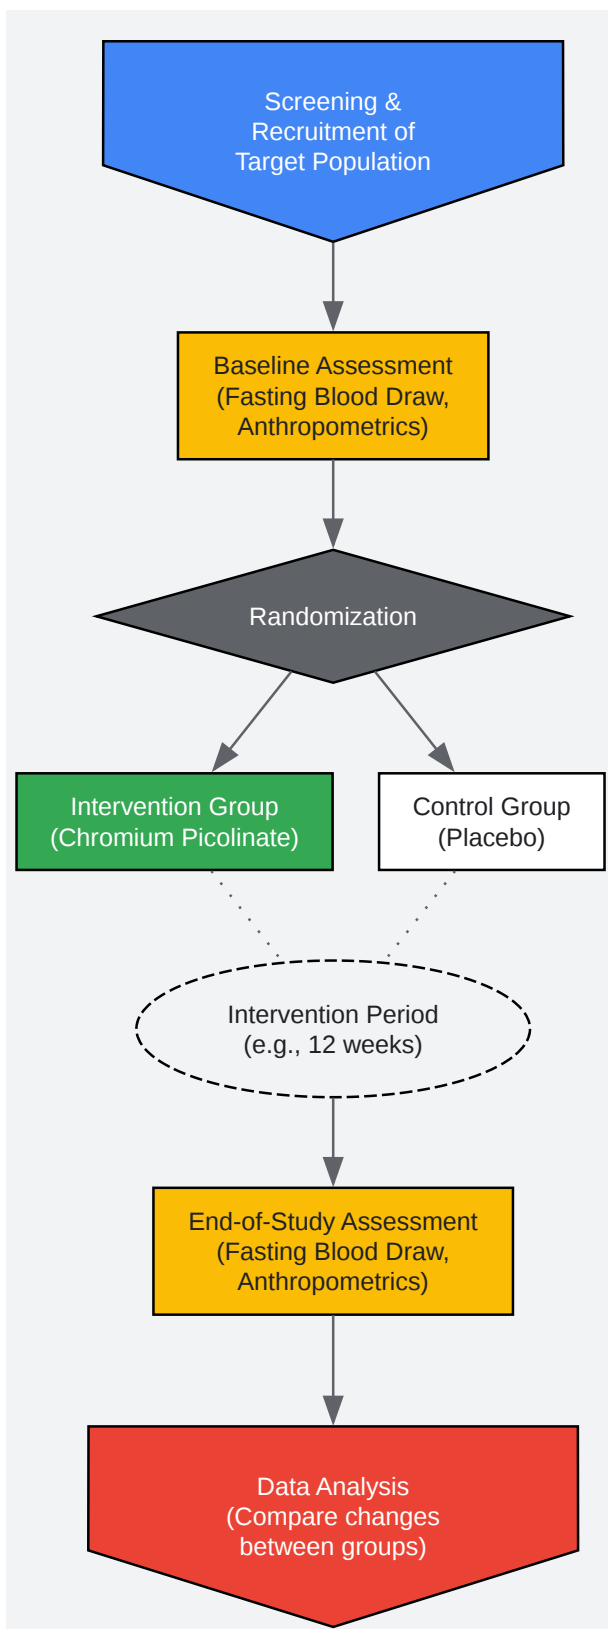 Screening &
Recruitment of
Target Population
Baseline Assessment
(Fasting Blood Draw,
Anthropometrics)
Randomization
Intervention Group
(Chromium Picolinate)
Control Group
(Placebo)
Intervention Period
(e.g., 12 weeks)
End-of-Study Assessment
(Fasting Blood Draw,
Anthropometrics)
Data Analysis
(Compare changes
between groups)